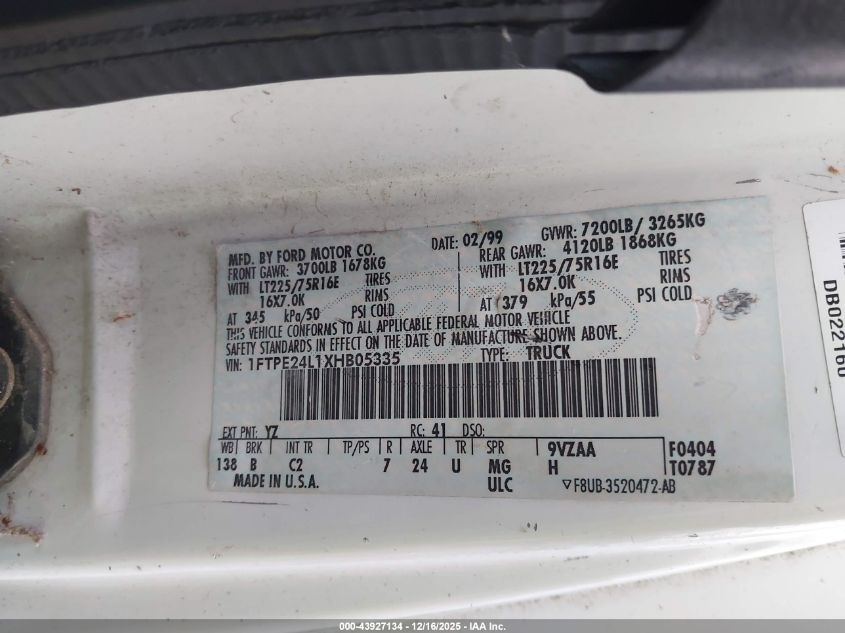 MFD. BY FORD MOTOR CO.
DATE: 02/99 GVWR: 7200LB/ 3265KG
FRONT GAWR: 3700LB 1678KG REAR GAWR: 4120LB 1868KG
WITH LT225/75R16E TIRES WITH LT225/75R16E TIRES
16X7.0K RIMS 16X7.0K RIMS
AT 345 kPa/50 PSI COLD AT 379 kPa/55 PSI COLD
THIS VEHICLE CONFORMS TO ALL APPLICABLE FEDERAL MOTOR VEHICLE
SAFETY STANDARDS IN EFFECT ON THE DATE OF MANUFACTURE SHOWN ABOVE.
VIN: 1FTPE24L1XHB05335 TYPE: TRUCK
EXT PNT: YZ RC: 41 DSO:
WB BRK INT TR TP/PS R AXLE TR SPR 9VZAA F0404
138 B C2 7 24 U MG H T0787
MADE IN U.S.A. ULC ▽F8UB-3520472-AB
DB022160
000-43927134 - 12/16/2025 - IAA Inc.